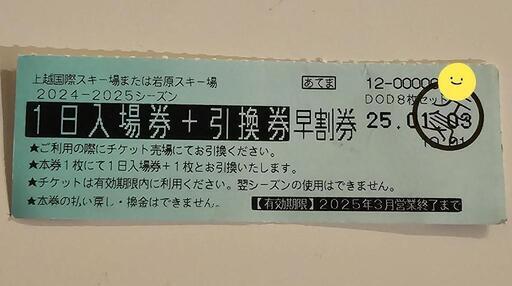 上越国際スキー場または岩原スキー場
あてま 12-00000
2024-2025シーズン
DOD8枚セット
1日入場券+引換券 早割券 25.01.03
★ご利用の際にチケット売場にてお引換ください。
★本券1枚にて1日入場券+1枚とお引換いたします。
★チケットは有効期限内にご利用ください。翌シーズンの使用はできません。
★本券の払い戻し・換金はできません。
【有効期限】2025年3月営業終了まで